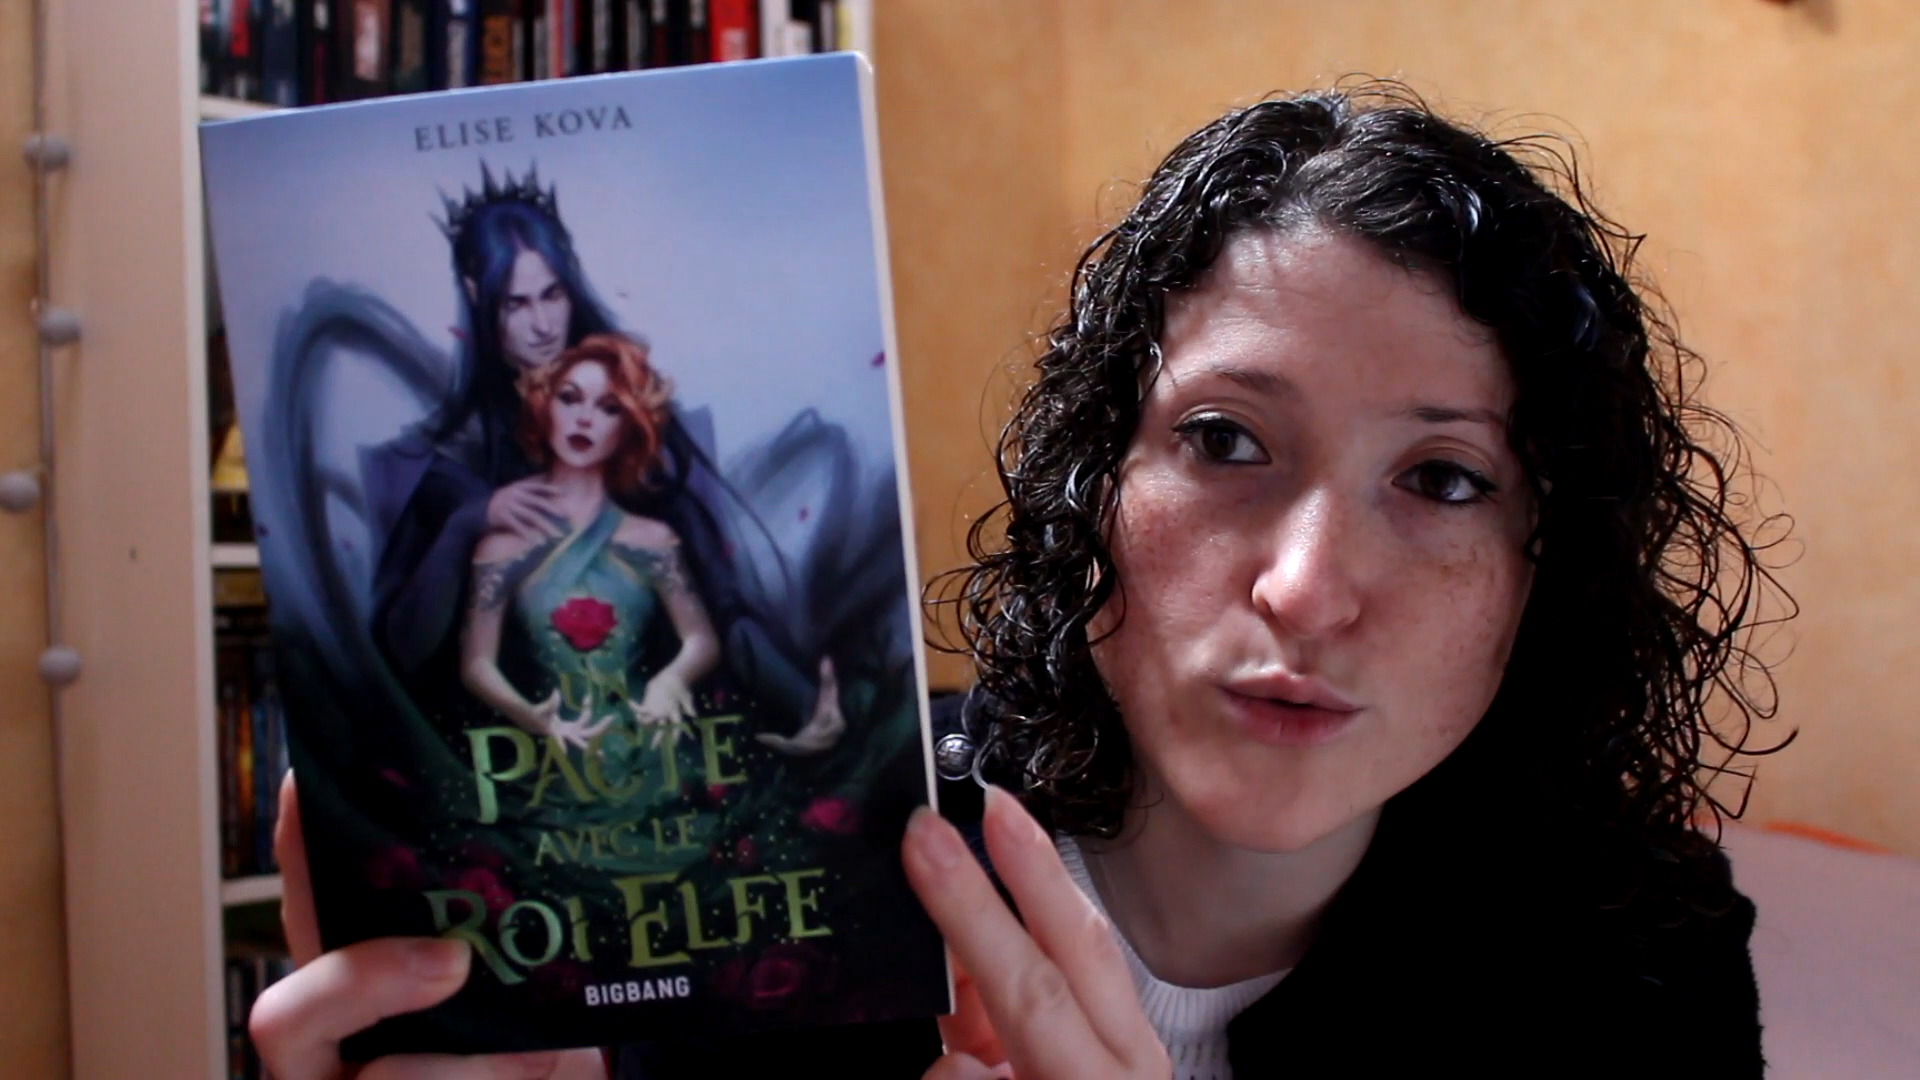 ELISE KOVA
UN
PACTE
AVEC LE
ROI ELFE
BIGBANG